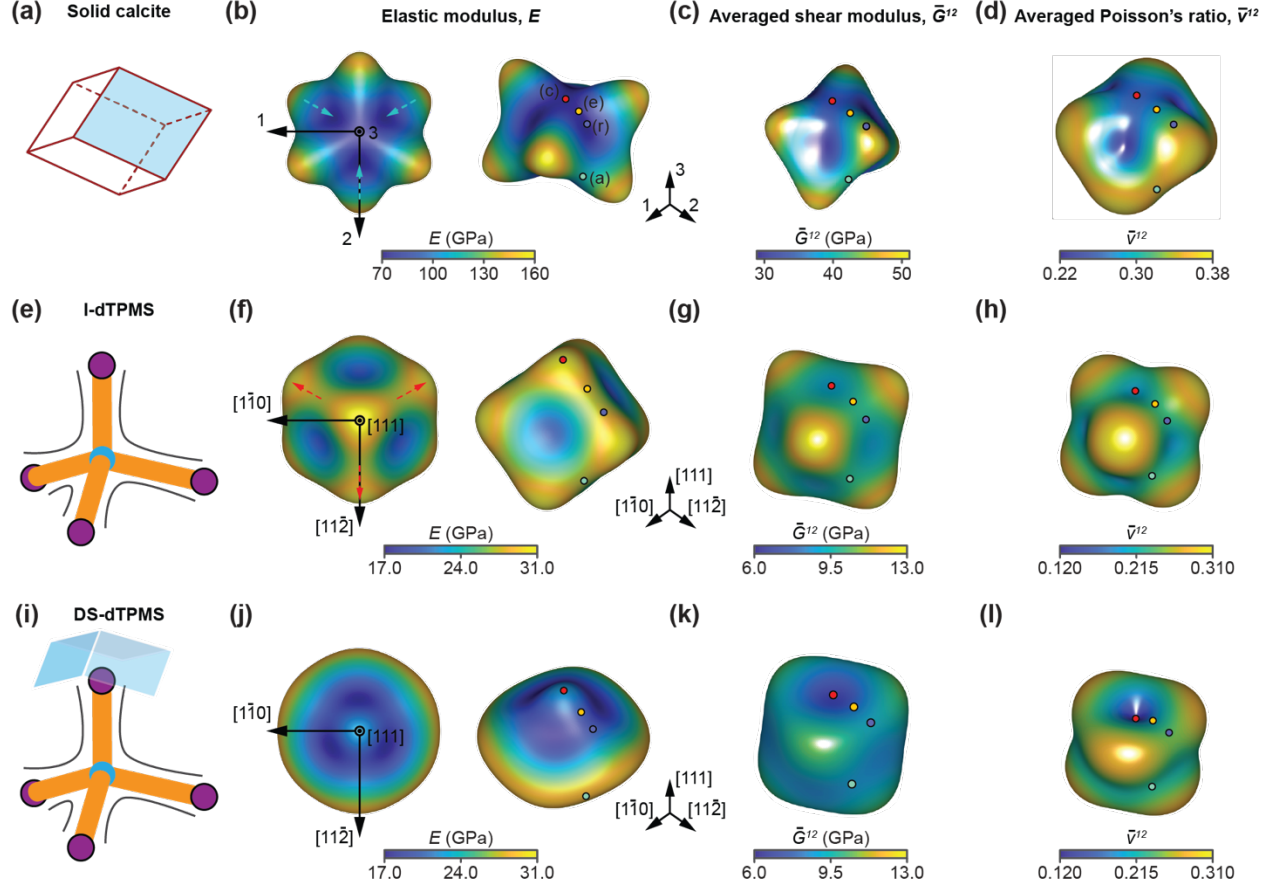 (a) Solid calcite
(b) Elastic modulus, E
(c) Averaged shear modulus, G̅¹²
(d) Averaged Poisson's ratio, ν̅¹²
1
3
2
(c)
(e)
(r)
(a)
3
1 2
E (GPa)
70 100 130 160
G̅¹² (GPa)
30 40 50
ν̅¹²
0.22 0.30 0.38
(e) I-dTPMS
(f)
(g)
(h)
[11̅0]
[111]
[112̅]
[111]
[11̅0] [112̅]
E (GPa)
17.0 24.0 31.0
G̅¹² (GPa)
6.0 9.5 13.0
ν̅¹²
0.120 0.215 0.310
(i) DS-dTPMS
(j)
(k)
(l)
[11̅0]
[111]
[112̅]
[111]
[11̅0] [112̅]
E (GPa)
17.0 24.0 31.0
G̅¹² (GPa)
6.0 9.5 13.0
ν̅¹²
0.120 0.215 0.310